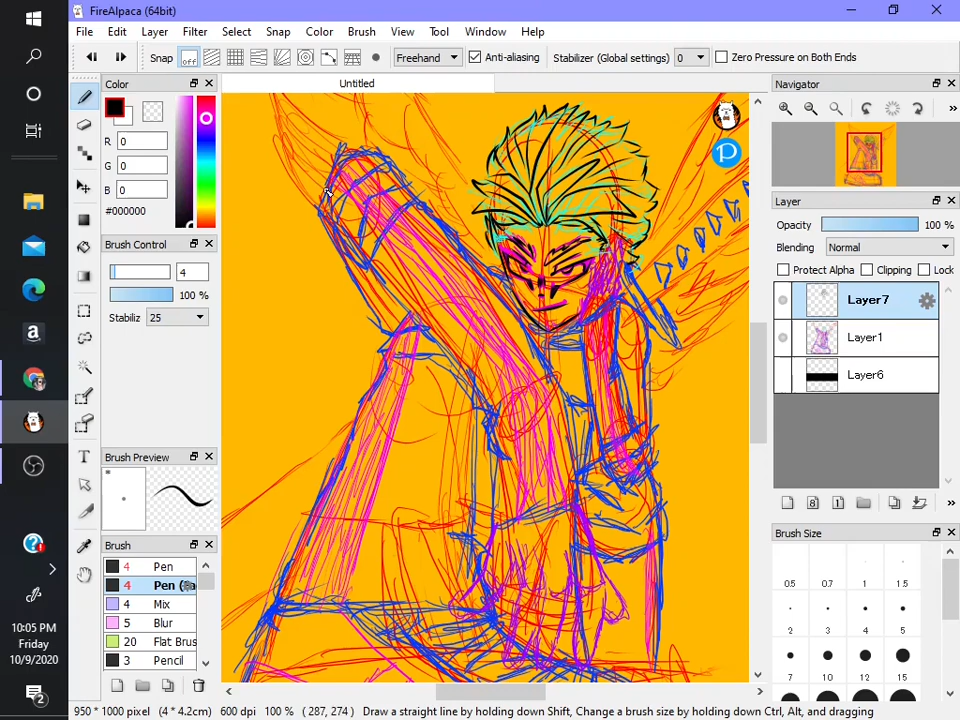 FireAlpaca (64bit)
File Edit Layer Filter Select Snap Color Brush View Tool Window Help
Snap off Freehand Anti-aliasing Stabilizer (Global settings) 0 Zero Pressure on Both Ends
Color
Untitled
Navigator
R 0
G 0
B 0
#000000
Brush Control
4
100 %
Stabiliz 25
Layer
Opacity 100 %
Blending Normal
Protect Alpha Clipping Lock
Layer7
Layer1
Layer6
8 1
Brush Preview
Brush
4 Pen
4 Pen
4 Mix
5 Blur
20 Flat Brus
3 Pencil
Brush Size
0.5 0.7 1 1.5
2 3 4 5
7 10 12 15
10:05 PM
Friday
10/9/2020
2
950 * 1000 pixel (4 * 4.2cm) 600 dpi 100 % ( 287, 274 ) Draw a straight line by holding down Shift, Change a brush size by holding down Ctrl, Alt, and dragging